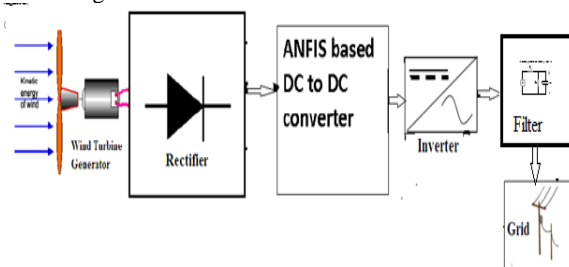 Kinetic
energy
of wind
Wind Turbine
Generator
Rectifier
ANFIS based
DC to DC
converter
Inverter
Filter
Grid